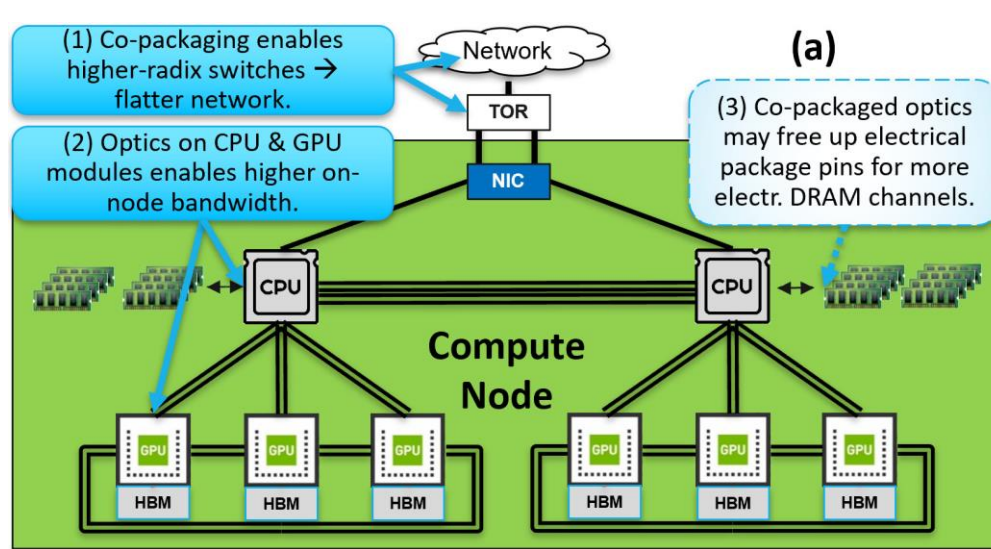 (1) Co-packaging enables
higher-radix switches →
flatter network.
Network
(a)
TOR
(3) Co-packaged optics
may free up electrical
package pins for more
electr. DRAM channels.
(2) Optics on CPU & GPU
modules enables higher on-
node bandwidth.
NIC
CPU
CPU
Compute
Node
GPU
GPU
GPU
GPU
GPU
GPU
HBM
HBM
HBM
HBM
HBM
HBM